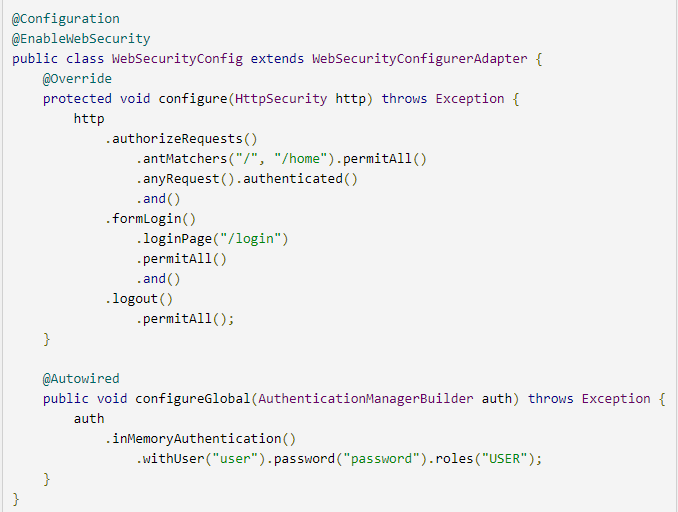 @Configuration
@EnableWebSecurity
public class WebSecurityConfig extends WebSecurityConfigurerAdapter {
    @Override
    protected void configure(HttpSecurity http) throws Exception {
        http
            .authorizeRequests()
                .antMatchers("/", "/home").permitAll()
                .anyRequest().authenticated()
                .and()
            .formLogin()
                .loginPage("/login")
                .permitAll()
                .and()
            .logout()
                .permitAll();
    }

    @Autowired
    public void configureGlobal(AuthenticationManagerBuilder auth) throws Exception {
        auth
            .inMemoryAuthentication()
                .withUser("user").password("password").roles("USER");
    }
}